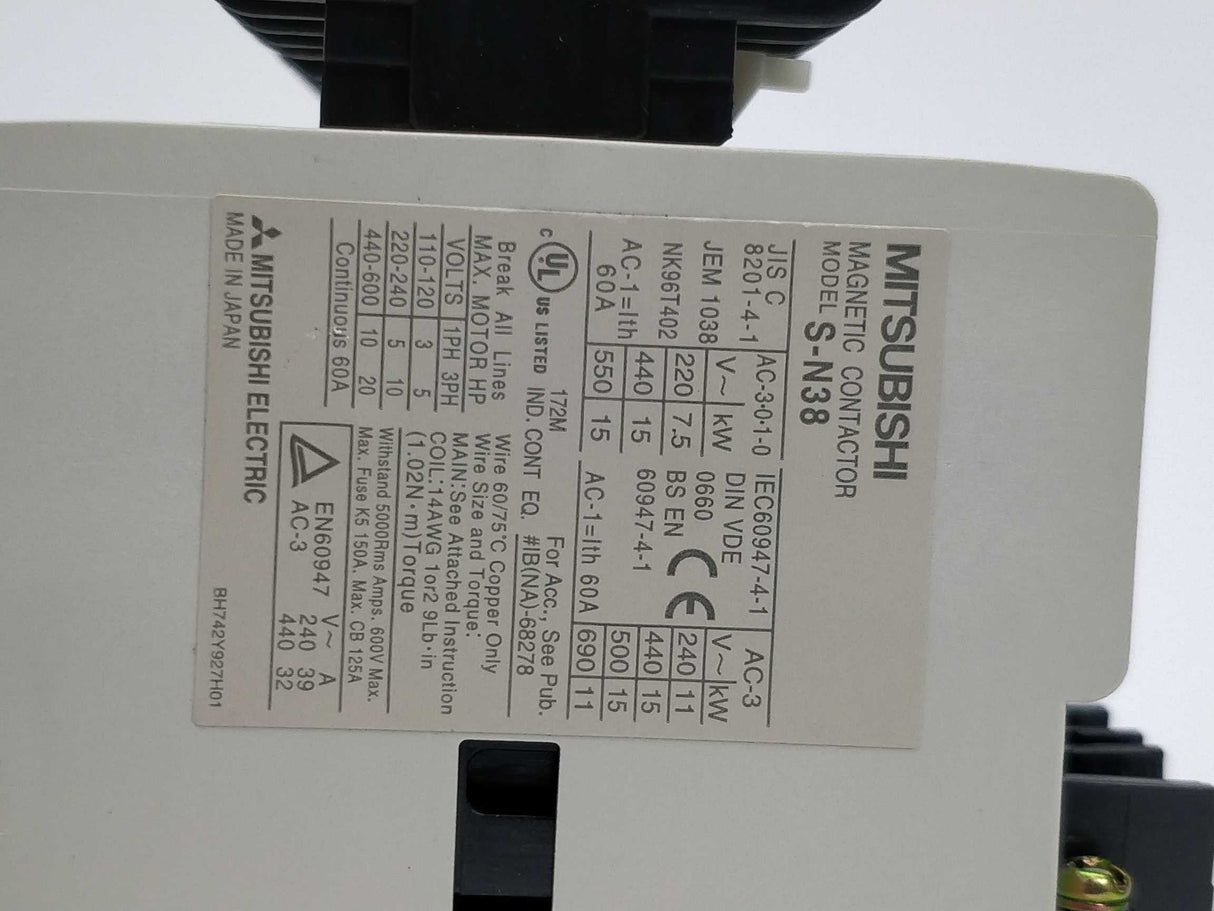 MITSUBISHI
MAGNETIC CONTACTOR
MODEL S-N38
JIS C AC-3·0·1-0 IEC60947-4-1 AC-3
8201-4-1 V~ kW DIN VDE V~ kW
JEM 1038 220 7.5 0660 CE 240 11
NK96T402 440 15 BS EN 440 15
AC-1=Ith 550 15 60947-4-1 500 15
60A AC-1=Ith 60A 690 11
c UL US LISTED 172M For Acc., See Pub.
IND. CONT EQ. #IB(NA)-68278
Break All Lines
MAX. MOTOR HP
VOLTS 1PH 3PH
110-120 3 5
220-240 5 10
440-600 10 20
Continuous 60A
Wire 60/75°C Copper Only
Wire Size and Torque:
MAIN:See Attached Instruction
COIL:14AWG 1or2 9Lb·in
(1.02N·m)Torque
Withstand 5000Rms Amps. 600V Max.
Max. Fuse K5 150A. Max. CB 125A
EN60947 V~ A
AC-3 240 39
440 32
MITSUBISHI ELECTRIC
MADE IN JAPAN
BH742Y927H01